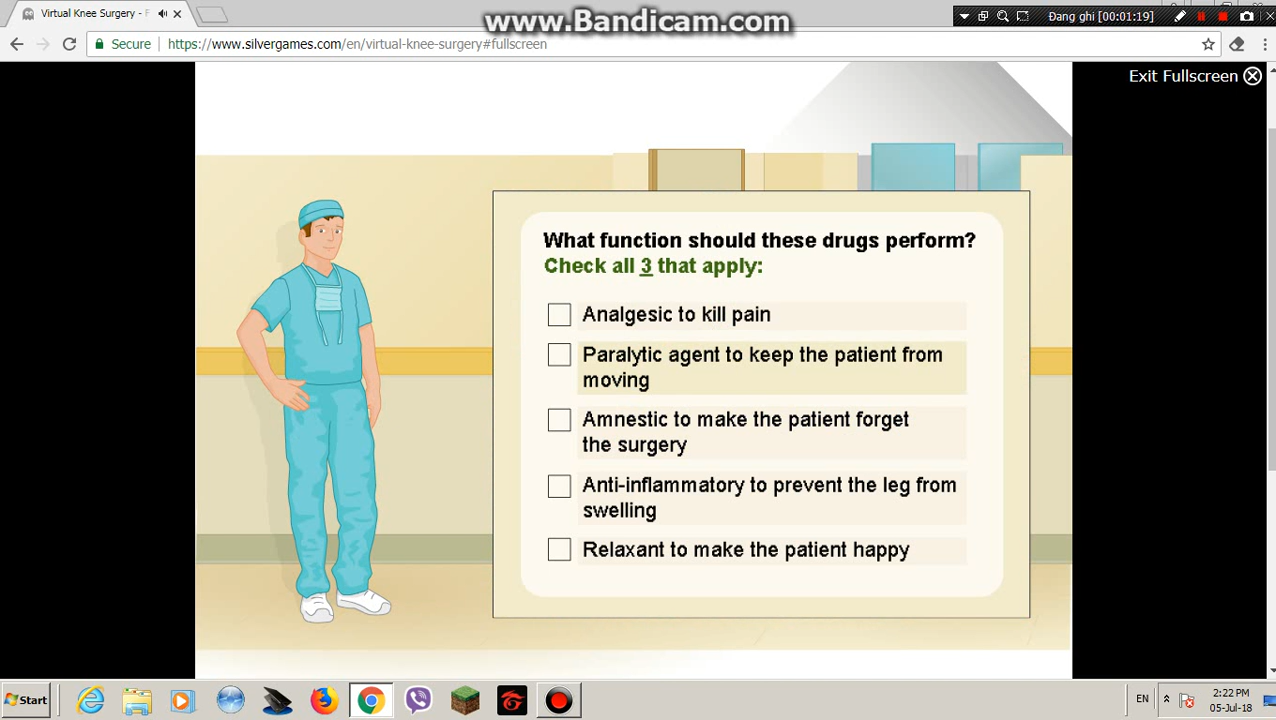 www.Bandicam.com
Virtual Knee Surgery - F
Đang ghi [00:01:19]
Secure
https://www.silvergames.com/en/virtual-knee-surgery#fullscreen
Exit Fullscreen
What function should these drugs perform?
Check all 3 that apply:
Analgesic to kill pain
Paralytic agent to keep the patient from
moving
Amnestic to make the patient forget
the surgery
Anti-inflammatory to prevent the leg from
swelling
Relaxant to make the patient happy
Start
EN
2:22 PM
05-Jul-18